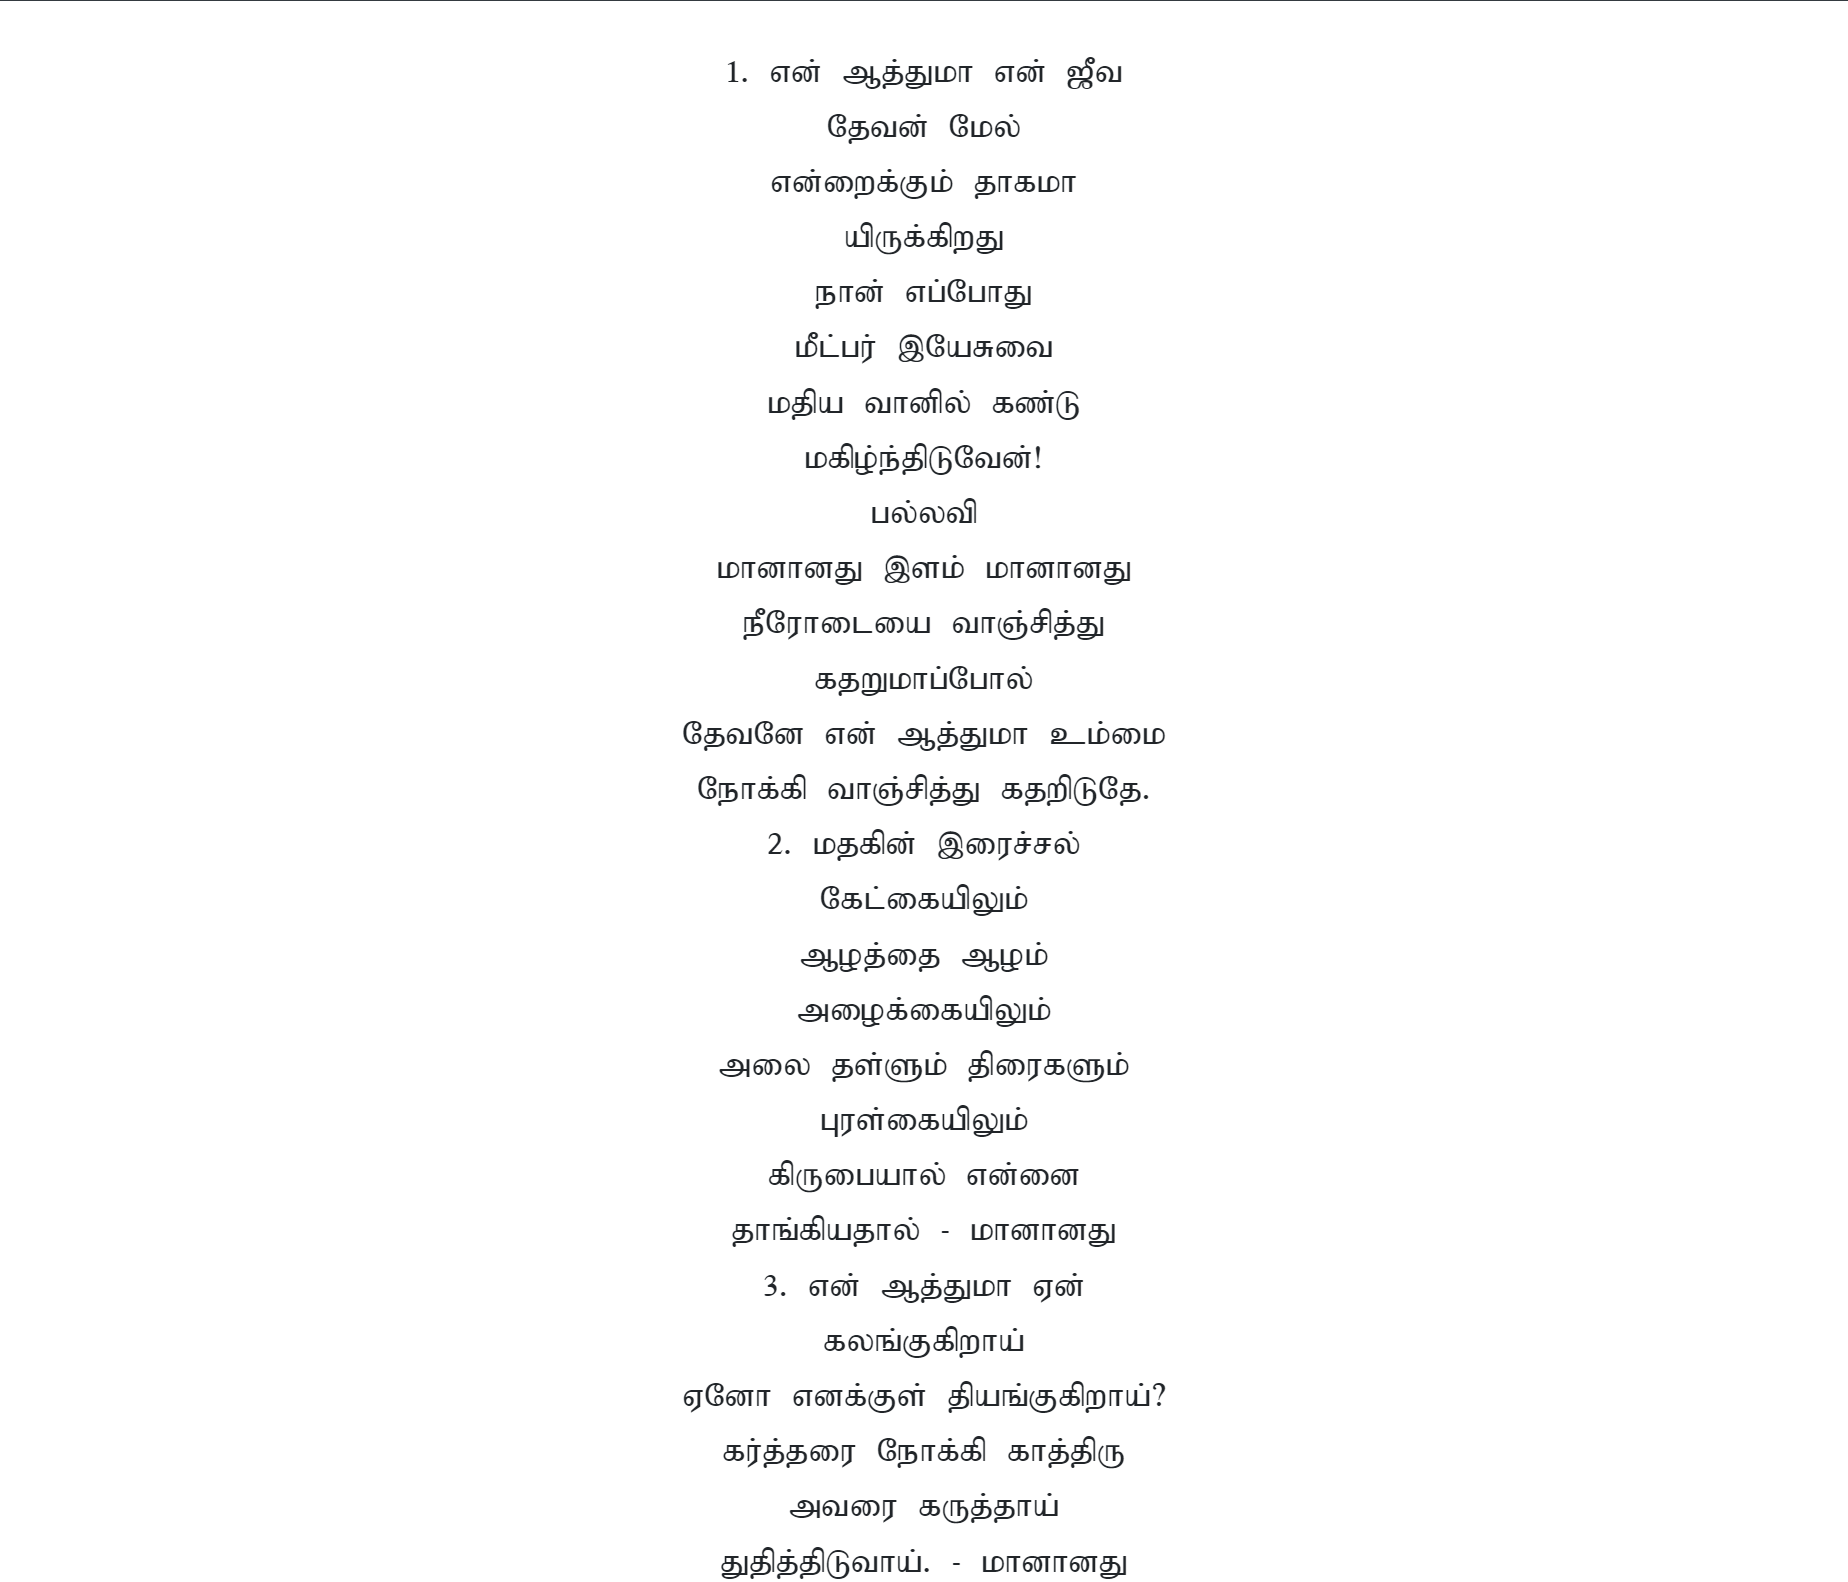 1. என் ஆத்துமா என் ஜீவ
தேவன் மேல்
என்றைக்கும் தாகமா
யிருக்கிறது
நான் எப்போது
மீட்பர் இயேசுவை
மதிய வானில் கண்டு
மகிழ்ந்திடுவேன்!
பல்லவி
மானானது இளம் மானானது
நீரோடையை வாஞ்சித்து
கதறுமாப்போல்
தேவனே என் ஆத்துமா உம்மை
நோக்கி வாஞ்சித்து கதறிடுதே.
2. மதகின் இரைச்சல்
கேட்கையிலும்
ஆழத்தை ஆழம்
அழைக்கையிலும்
அலை தள்ளும் திரைகளும்
புரள்கையிலும்
கிருபையால் என்னை
தாங்கியதால் - மானானது
3. என் ஆத்துமா ஏன்
கலங்குகிறாய்
ஏனோ எனக்குள் தியங்குகிறாய்?
கர்த்தரை நோக்கி காத்திரு
அவரை கருத்தாய்
துதித்திடுவாய். - மானானது